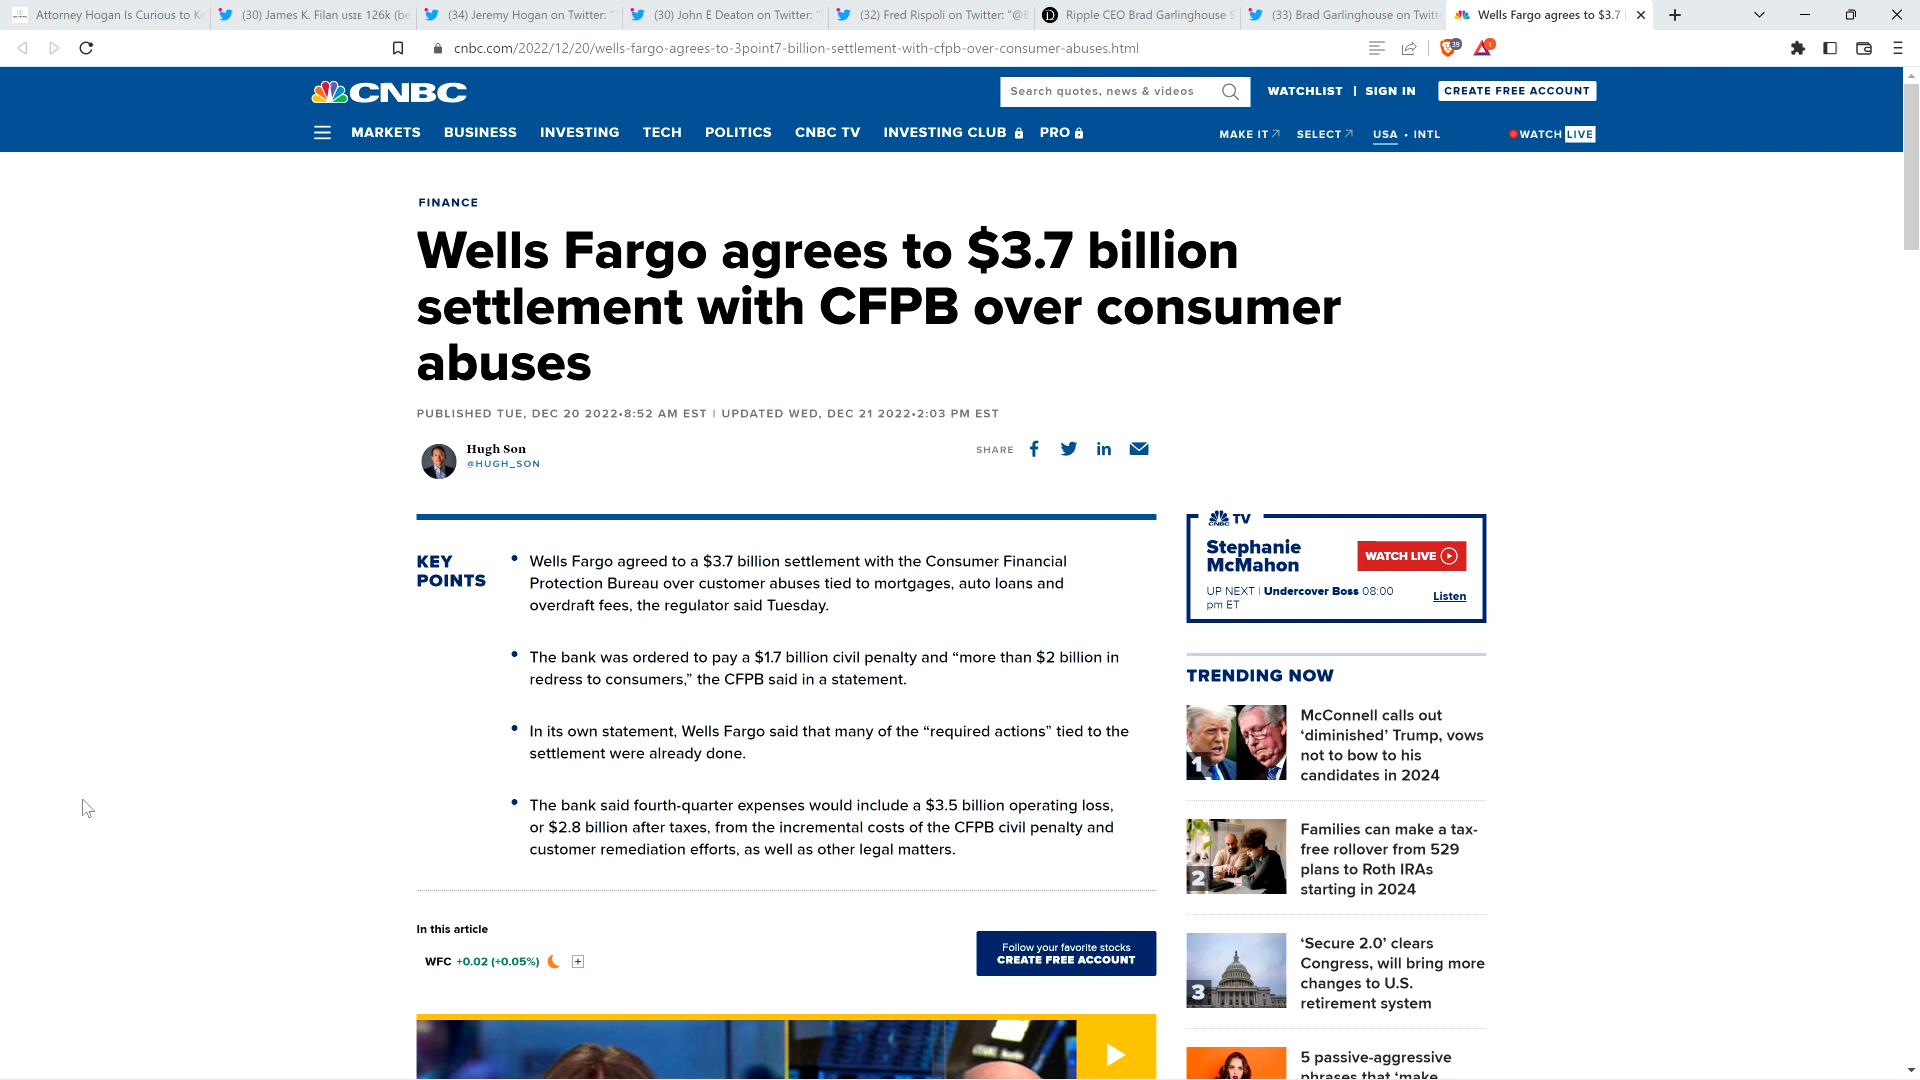 Attorney Hogan Is Curious to K
(30) James K. Filan 126k (be
(34) Jeremy Hogan on Twitter: "
(30) John E Deaton on Twitter: "
(32) Fred Rispoli on Twitter: "@B
Ripple CEO Brad Garlinghouse S
(33) Brad Garlinghouse on Twitt
Wells Fargo agrees to $3.7
cnbc.com/2022/12/20/wells-fargo-agrees-to-3point7-billion-settlement-with-cfpb-over-consumer-abuses.html
39
1
CNBC
Search quotes, news & videos
WATCHLIST | SIGN IN
CREATE FREE ACCOUNT
MARKETS BUSINESS INVESTING TECH POLITICS CNBC TV INVESTING CLUB PRO
MAKE IT SELECT USA • INTL WATCH LIVE
FINANCE
Wells Fargo agrees to $3.7 billion
settlement with CFPB over consumer
abuses
PUBLISHED TUE, DEC 20 2022•8:52 AM EST | UPDATED WED, DEC 21 2022•2:03 PM EST
Hugh Son
@HUGH_SON
SHARE
KEY
POINTS
• Wells Fargo agreed to a $3.7 billion settlement with the Consumer Financial
Protection Bureau over customer abuses tied to mortgages, auto loans and
overdraft fees, the regulator said Tuesday.
• The bank was ordered to pay a $1.7 billion civil penalty and “more than $2 billion in
redress to consumers,” the CFPB said in a statement.
• In its own statement, Wells Fargo said that many of the “required actions” tied to the
settlement were already done.
• The bank said fourth-quarter expenses would include a $3.5 billion operating loss,
or $2.8 billion after taxes, from the incremental costs of the CFPB civil penalty and
customer remediation efforts, as well as other legal matters.
In this article
WFC +0.02 (+0.05%)
Follow your favorite stocks
CREATE FREE ACCOUNT
CNBC TV
Stephanie
McMahon
WATCH LIVE
UP NEXT | Undercover Boss 08:00
pm ET
Listen
TRENDING NOW
1
McConnell calls out
‘diminished’ Trump, vows
not to bow to his
candidates in 2024
2
Families can make a tax-
free rollover from 529
plans to Roth IRAs
starting in 2024
3
‘Secure 2.0’ clears
Congress, will bring more
changes to U.S.
retirement system
5 passive-aggressive
phrases that ‘make